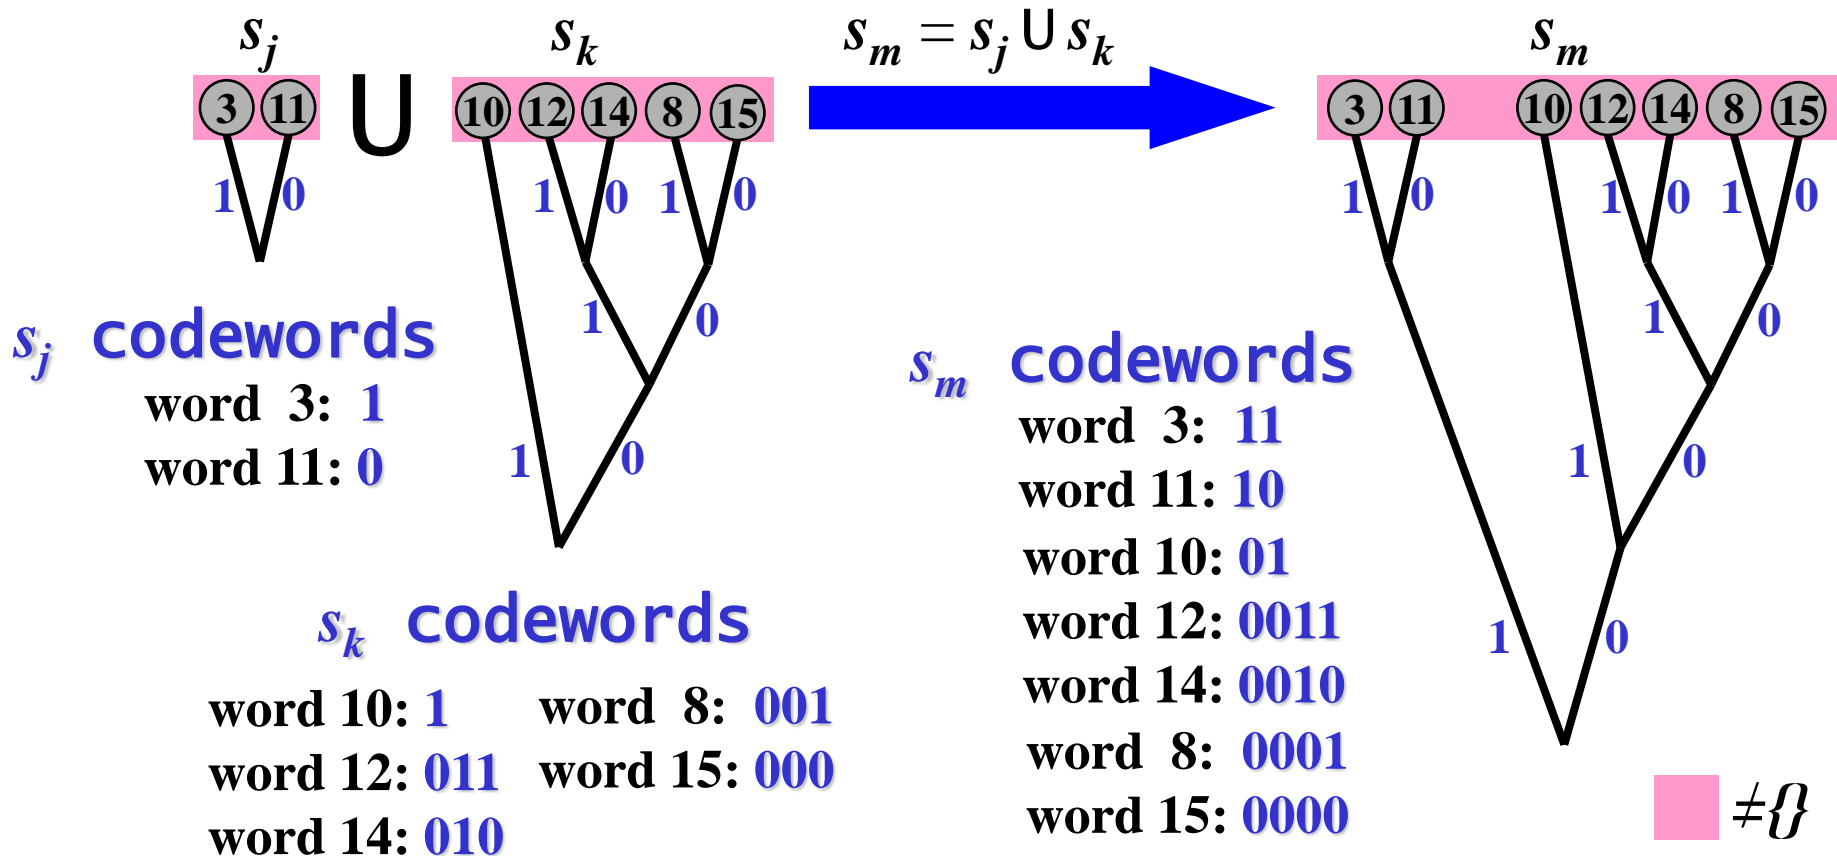 s_j ∪ s_k s_m = s_j ∪ s_k s_m
3 11 10 12 14 8 15 3 11 10 12 14 8 15
1 0 1 0 1 0 1 0 1 0 1 0
1 0 1 0
s_j codewords
word 3: 1
word 11: 0
1 0 1 0
s_k codewords
word 10: 1
word 12: 011
word 14: 010
word 8: 001
word 15: 000
s_m codewords
word 3: 11
word 11: 10
word 10: 01
word 12: 0011
word 14: 0010
word 8: 0001
word 15: 0000
1 0
≠{}